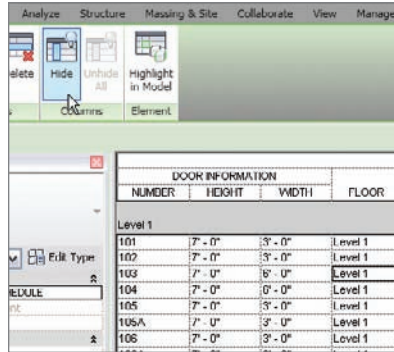 Analyze Structure Massing & Site Collaborate View Manage
elete Hide Unhide All Highlight in Model
Columns Element
DOOR INFORMATION
NUMBER HEIGHT WIDTH FLOOR
Level 1
Edit Type
101 7' - 0" 3' - 0" Level 1
102 7' - 0" 3' - 0" Level 1
103 7' - 0" 6' - 0" Level 1
104 7' - 0" 6' - 0" Level 1
105 7' - 0" 3' - 0" Level 1
105A 7' - 0" 3' - 0" Level 1
106 7' - 0" 3' - 0" Level 1